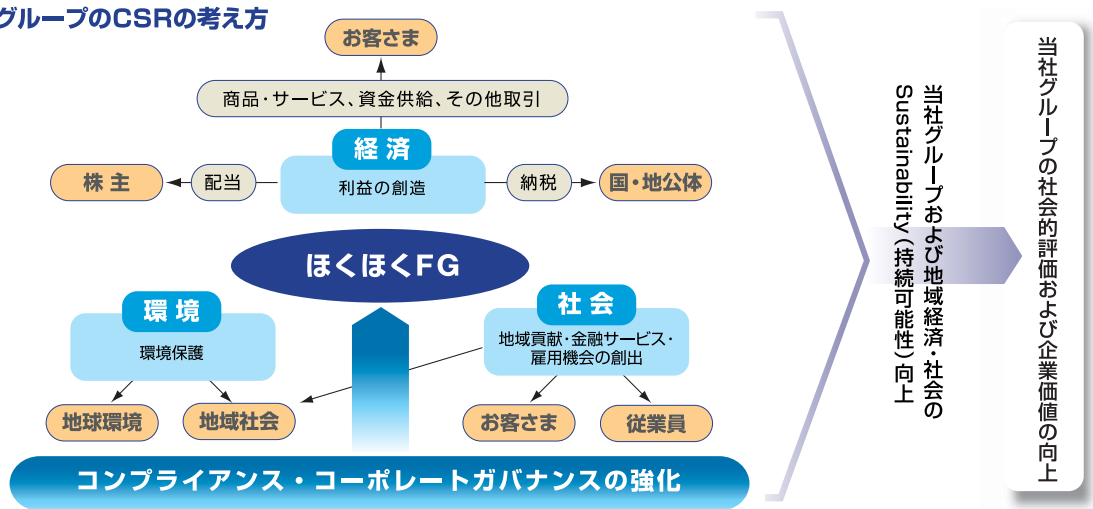 グループのCSRの考え方
お客さま
商品・サービス、資金供給、その他取引
経済
利益の創造
株主
配当
納税
国・地公体
ほくほくFG
環境
環境保護
社会
地域貢献・金融サービス・
雇用機会の創出
地球環境
地域社会
お客さま
従業員
コンプライアンス・コーポレートガバナンスの強化
当社グループおよび地域経済・社会の
Sustainability(持続可能性)向上
当社グループの社会的評価および企業価値の向上